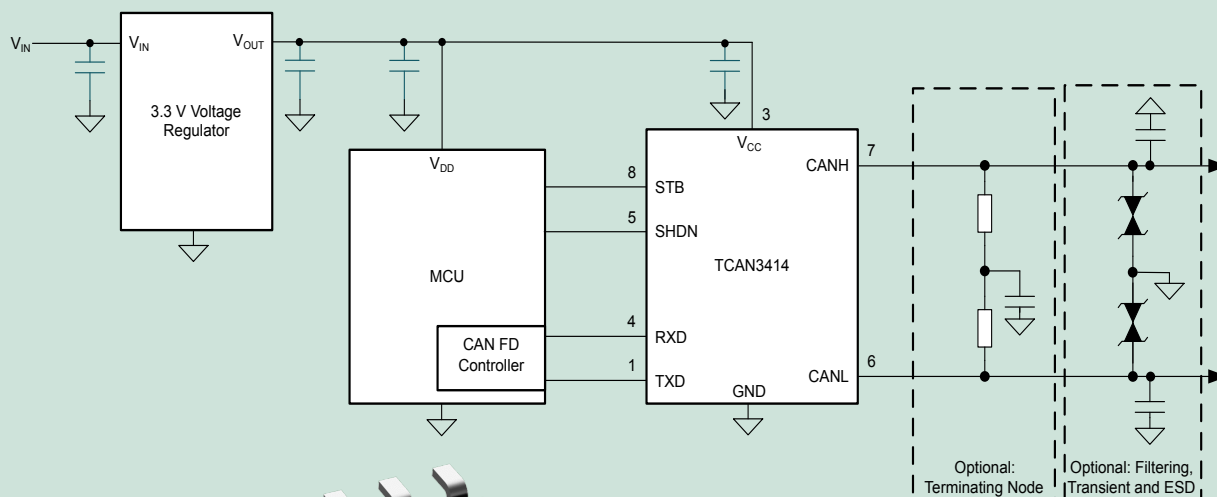 VIN
VIN
VOUT
3.3 V Voltage
Regulator
3
VDD
MCU
CAN FD
Controller
8
5
4
1
VCC
STB
SHDN
TCAN3414
RXD
TXD
GND
CANH
CANL
7
6
Optional:
Terminating Node
Optional: Filtering,
Transient and ESD